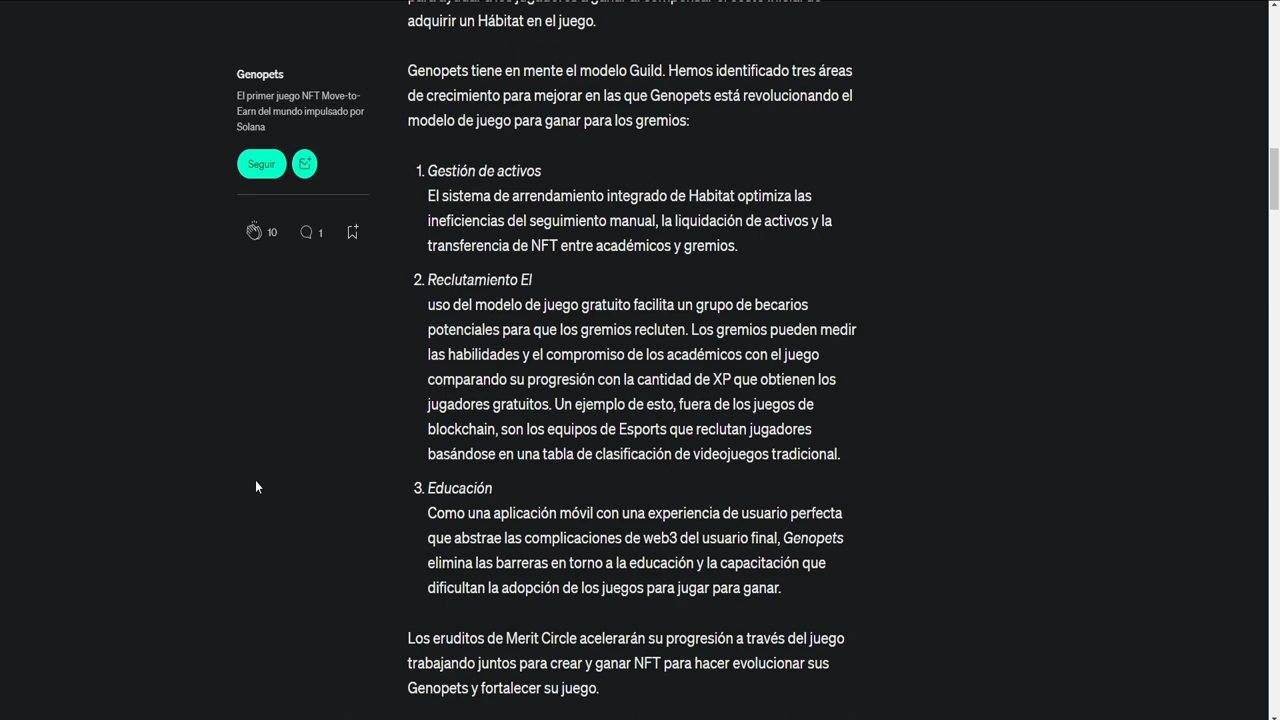 adquirir un Hábitat en el juego.
Genopets
El primer juego NFT Move-to-
Earn del mundo impulsado por
Solana
Seguir
10
1
Genopets tiene en mente el modelo Guild. Hemos identificado tres áreas
de crecimiento para mejorar en las que Genopets está revolucionando el
modelo de juego para ganar para los gremios:
1. Gestión de activos
El sistema de arrendamiento integrado de Habitat optimiza las
ineficiencias del seguimiento manual, la liquidación de activos y la
transferencia de NFT entre académicos y gremios.
2. Reclutamiento El
uso del modelo de juego gratuito facilita un grupo de becarios
potenciales para que los gremios recluten. Los gremios pueden medir
las habilidades y el compromiso de los académicos con el juego
comparando su progresión con la cantidad de XP que obtienen los
jugadores gratuitos. Un ejemplo de esto, fuera de los juegos de
blockchain, son los equipos de Esports que reclutan jugadores
basándose en una tabla de clasificación de videojuegos tradicional.
3. Educación
Como una aplicación móvil con una experiencia de usuario perfecta
que abstrae las complicaciones de web3 del usuario final, Genopets
elimina las barreras en torno a la educación y la capacitación que
dificultan la adopción de los juegos para jugar para ganar.
Los eruditos de Merit Circle acelerarán su progresión a través del juego
trabajando juntos para crear y ganar NFT para hacer evolucionar sus
Genopets y fortalecer su juego.